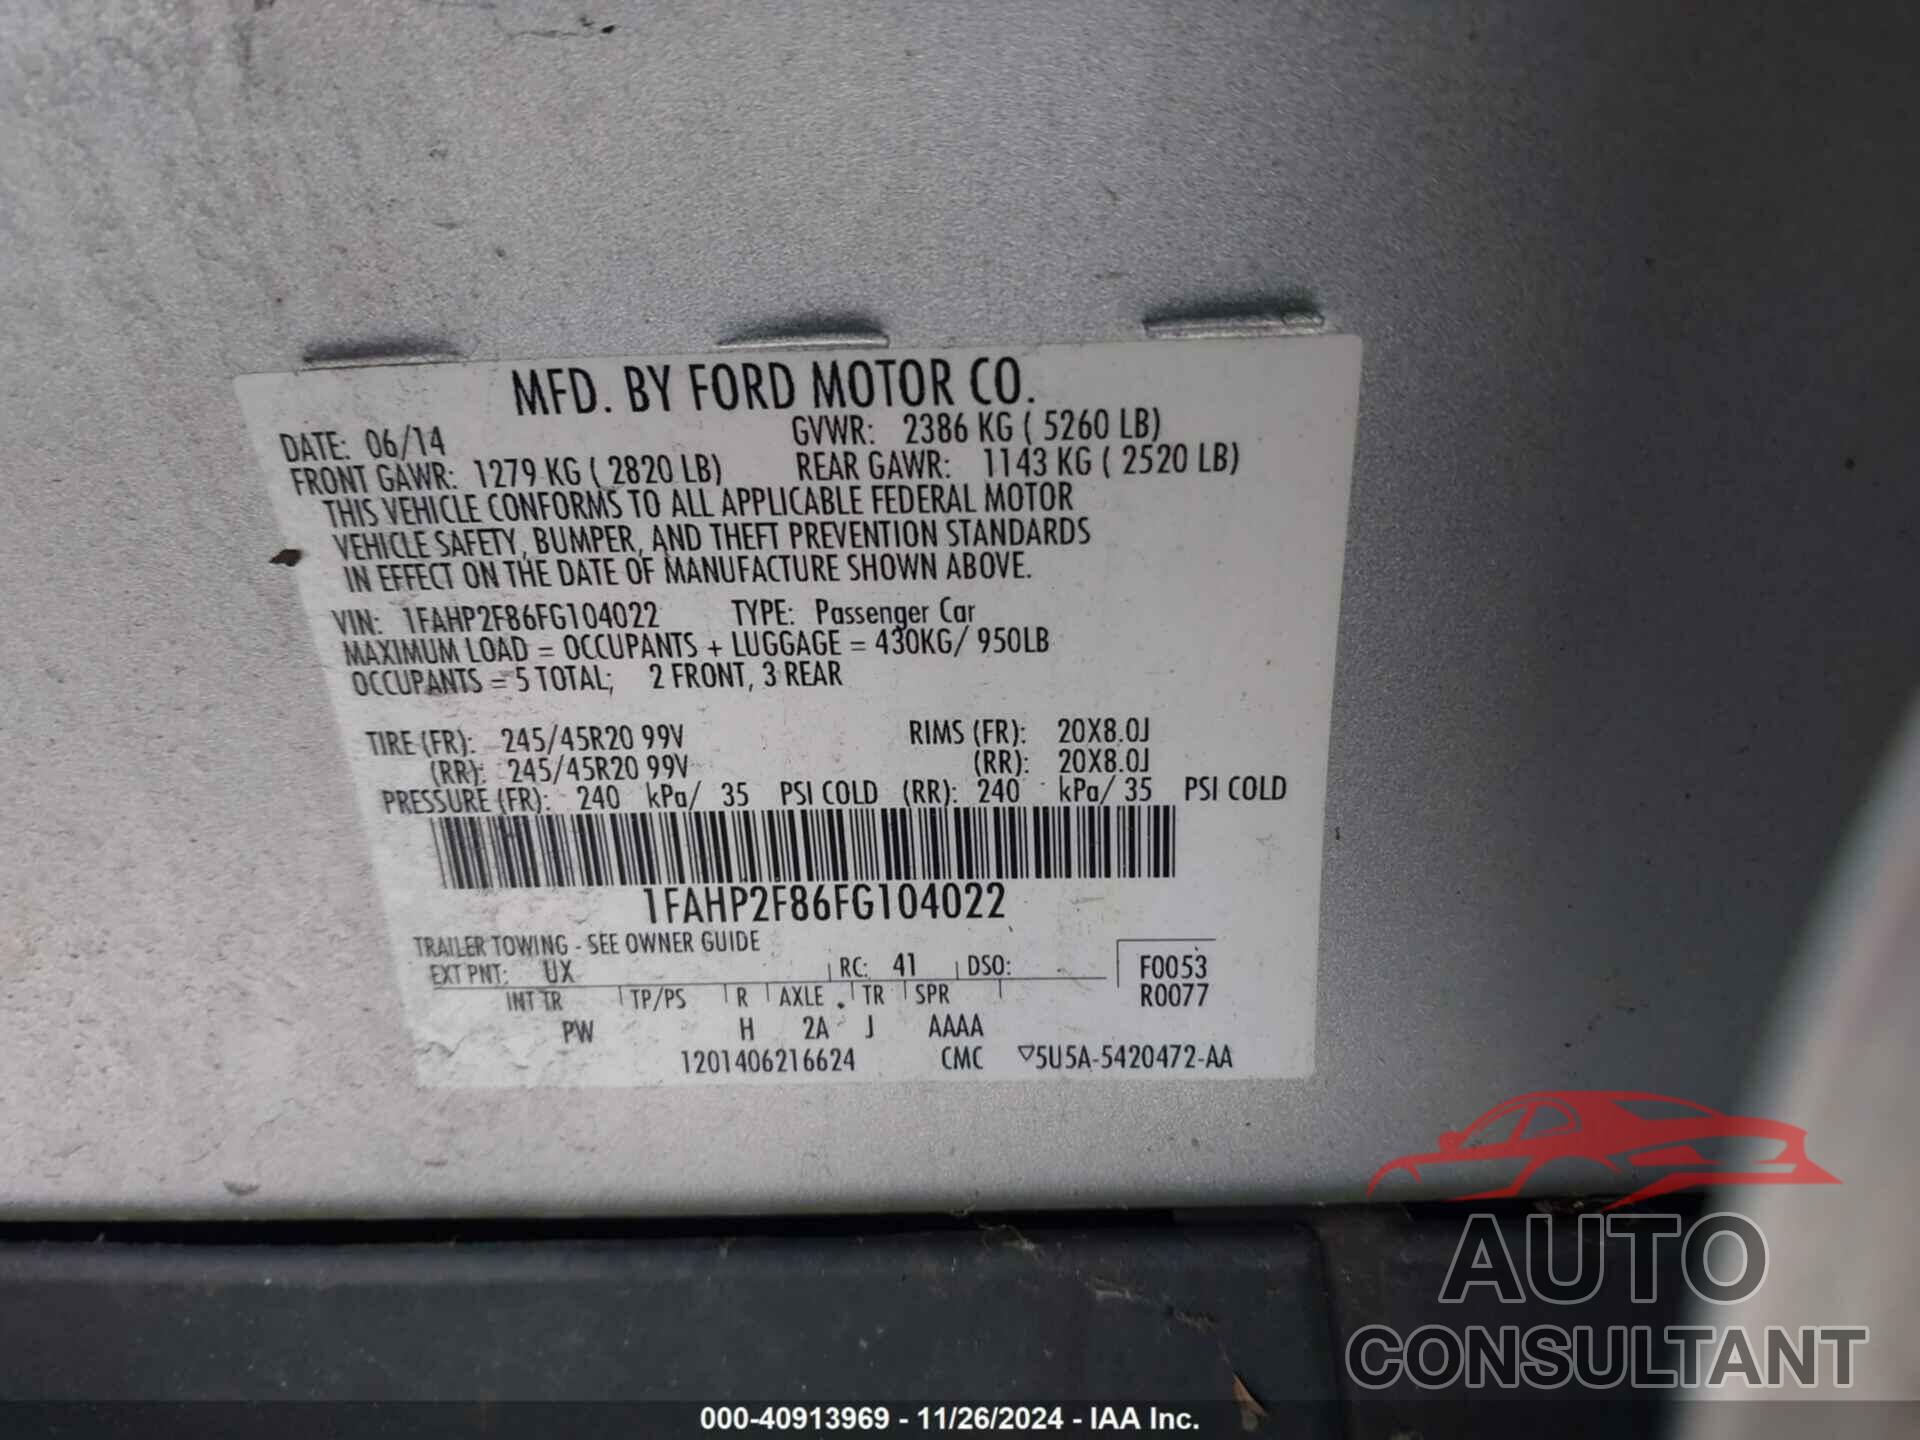 MFD. BY FORD MOTOR CO.
DATE: 06/14 GVWR: 2386 KG ( 5260 LB)
FRONT GAWR: 1279 KG ( 2820 LB) REAR GAWR: 1143 KG ( 2520 LB)
THIS VEHICLE CONFORMS TO ALL APPLICABLE FEDERAL MOTOR
VEHICLE SAFETY, BUMPER, AND THEFT PREVENTION STANDARDS
IN EFFECT ON THE DATE OF MANUFACTURE SHOWN ABOVE.
VIN: 1FAHP2F86FG104022 TYPE: Passenger Car
MAXIMUM LOAD = OCCUPANTS + LUGGAGE = 430KG/ 950LB
OCCUPANTS = 5 TOTAL; 2 FRONT, 3 REAR
TIRE (FR): 245/45R20 99V RIMS (FR): 20X8.0J
(RR): 245/45R20 99V (RR): 20X8.0J
PRESSURE (FR): 240 kPa/ 35 PSI COLD (RR): 240 kPa/ 35 PSI COLD
1FAHP2F86FG104022
TRAILER TOWING - SEE OWNER GUIDE
EXT PNT: UX RC: 41 DSO: F0053
INT TR TP/PS R AXLE TR SPR R0077
PW H 2A J AAAA
1201406216624 CMC ▽5U5A-5420472-AA
AUTO
CONSULTANT
000-40913969 - 11/26/2024 - IAA Inc.